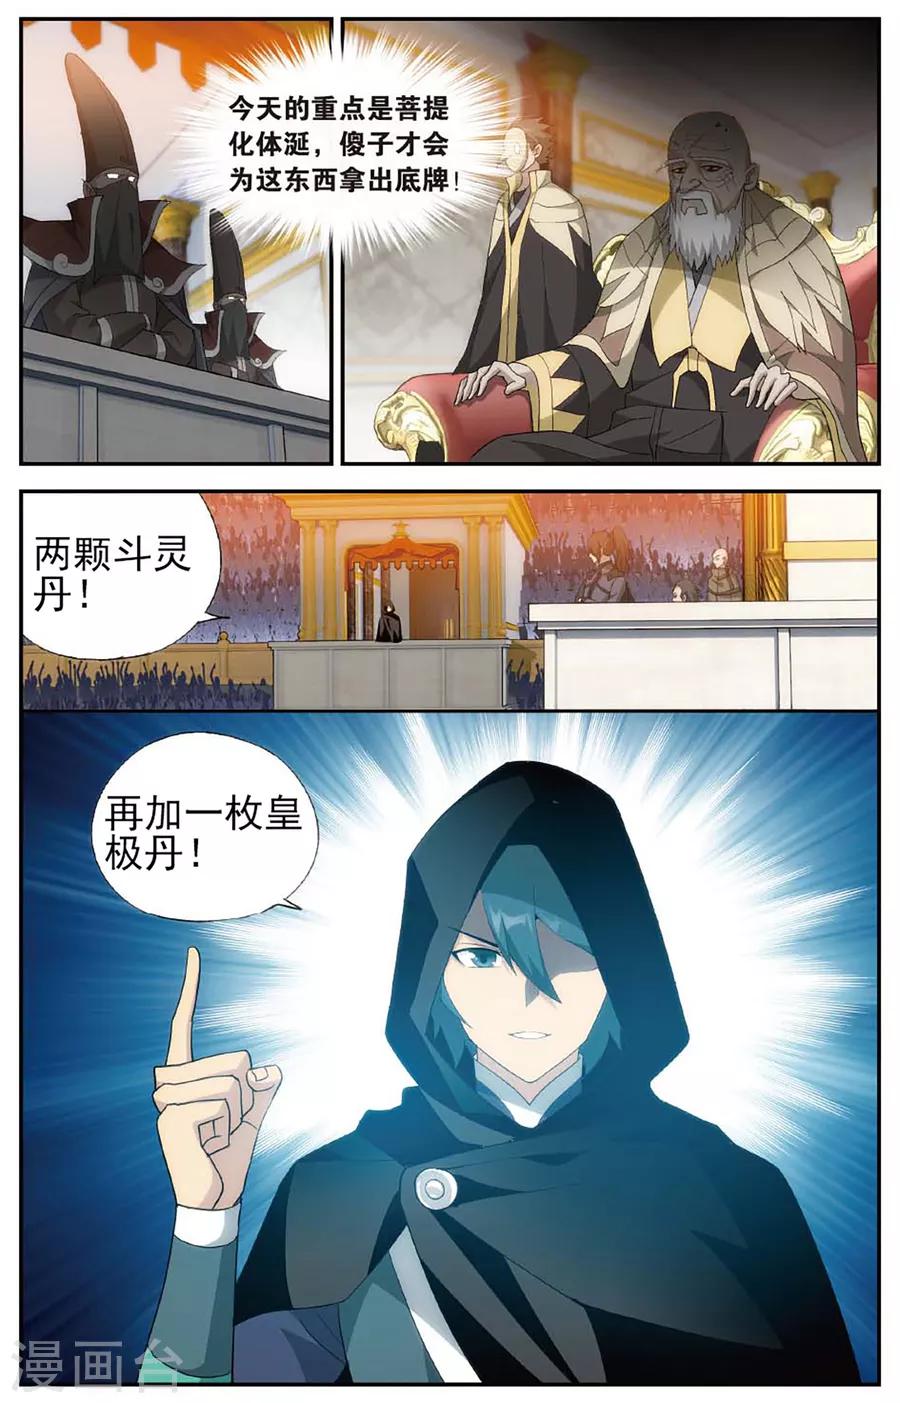 今天的重点是菩提
化体涎，傻子才会
为这东西拿出底牌！
两颗斗灵
丹！
再加一枚皇
极丹！
漫画台